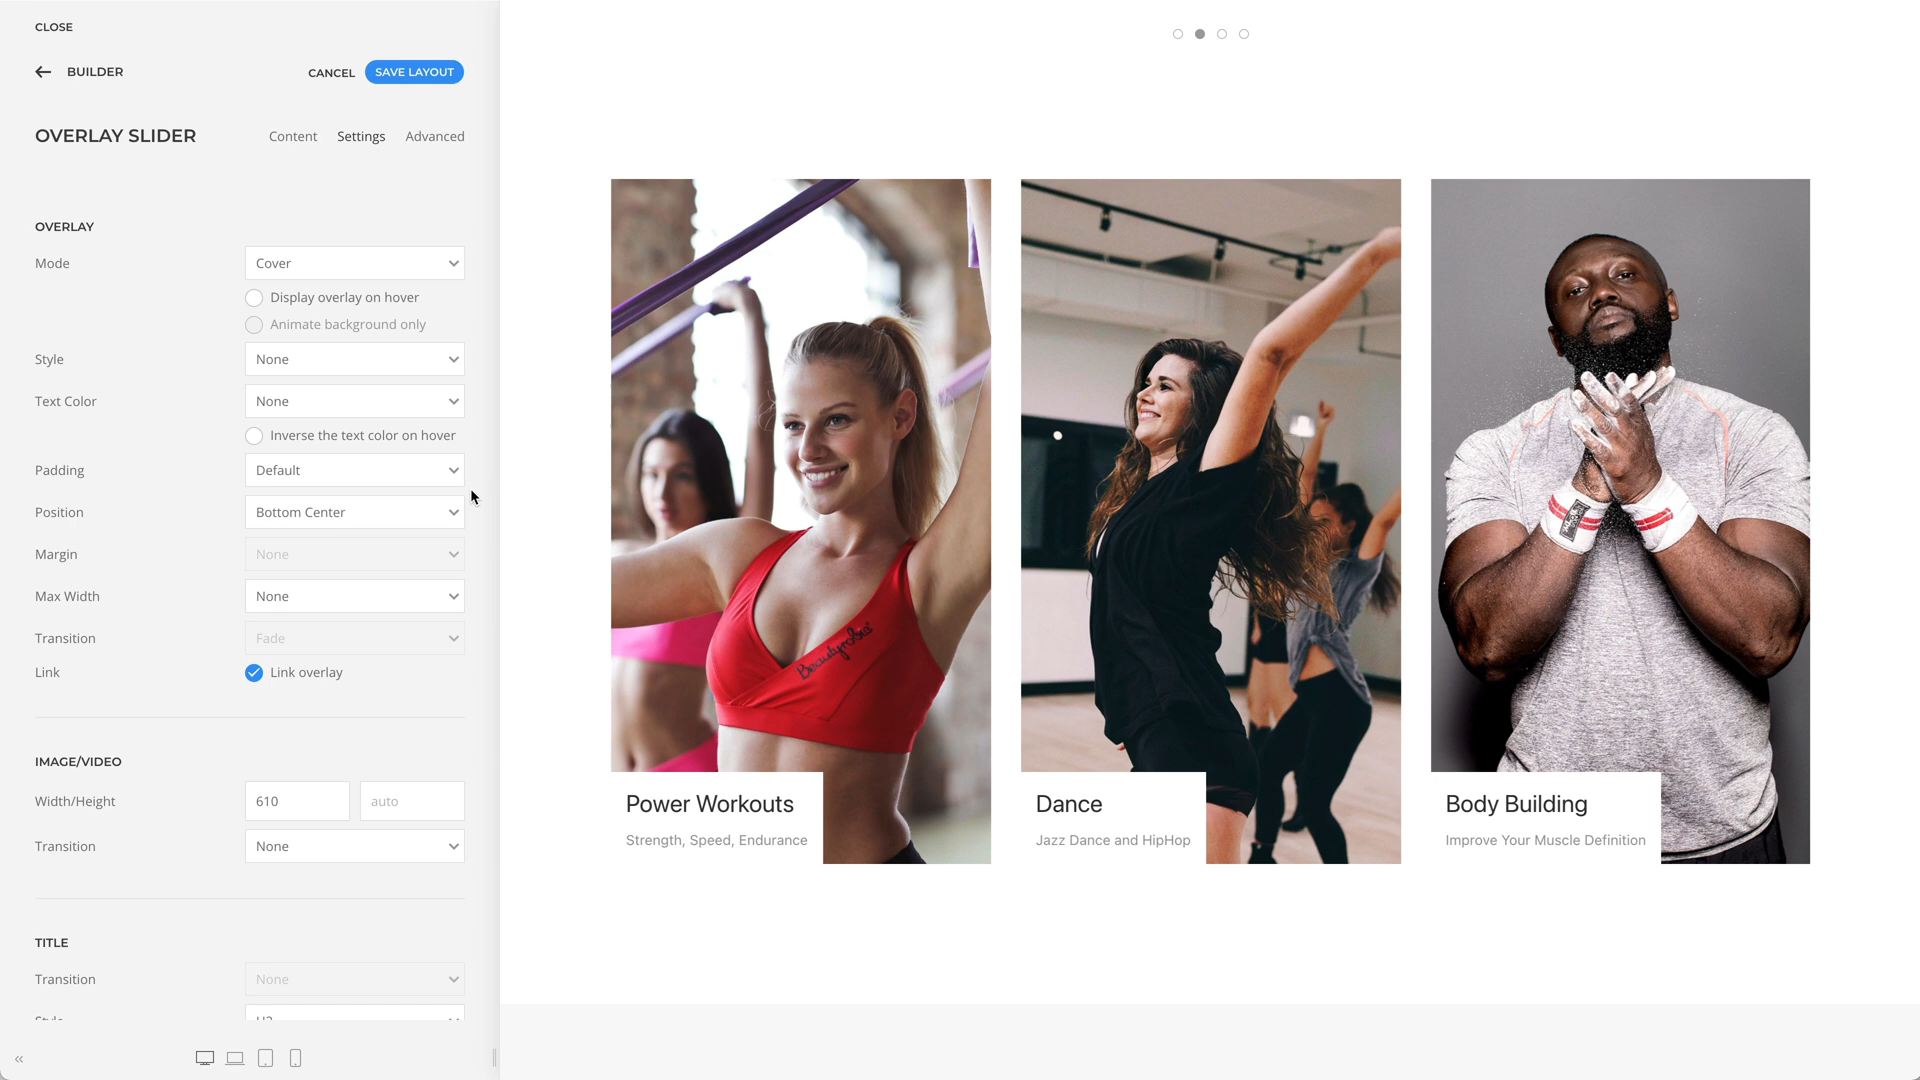 CLOSE
BUILDER
CANCEL
SAVE LAYOUT
OVERLAY SLIDER
Content
Settings
Advanced
OVERLAY
Mode
Cover
Display overlay on hover
Animate background only
Style
None
Text Color
None
Inverse the text color on hover
Padding
Default
Position
Bottom Center
Margin
None
Max Width
None
Transition
Fade
Link
Link overlay
IMAGE/VIDEO
Width/Height
610
auto
Transition
None
TITLE
Transition
None
Style
H3
Beautyrobic
Power Workouts
Strength, Speed, Endurance
Dance
Jazz Dance and HipHop
Body Building
Improve Your Muscle Definition